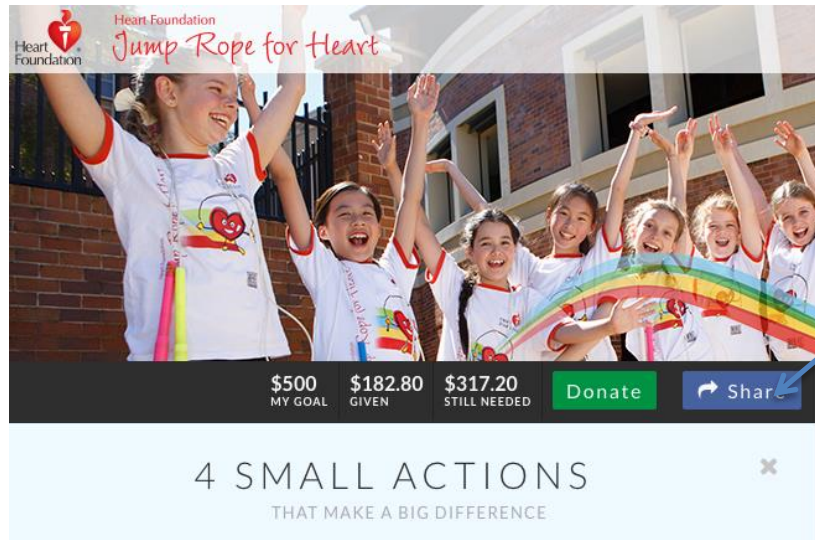 Heart Foundation
Jump Rope for Heart
Heart
Foundation
$500
MY GOAL
$182.80
GIVEN
$317.20
STILL NEEDED
Donate
Share
4 SMALL ACTIONS
THAT MAKE A BIG DIFFERENCE